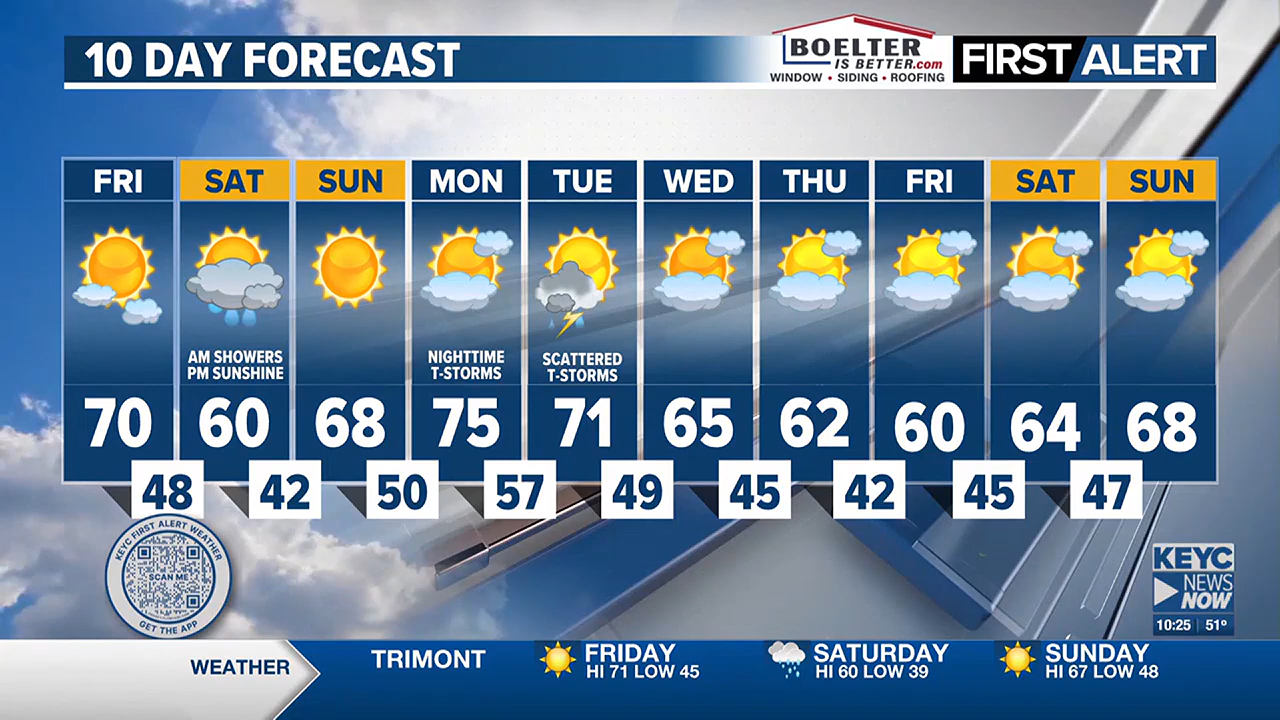 10 DAY FORECAST
BOELTER
IS BETTER.com
WINDOW • SIDING • ROOFING
FIRST ALERT
FRI SAT SUN MON TUE WED THU FRI SAT SUN
AM SHOWERS
PM SUNSHINE
NIGHTTIME
T-STORMS
SCATTERED
T-STORMS
70 60 68 75 71 65 62 60 64 68
48 42 50 57 49 45 42 45 47
KEYC FIRST ALERT WEATHER
SCAN ME
GET THE APP
KEYC
NEWS
NOW
10:25 51°
WEATHER
TRIMONT
FRIDAY
HI 71 LOW 45
SATURDAY
HI 60 LOW 39
SUNDAY
HI 67 LOW 48